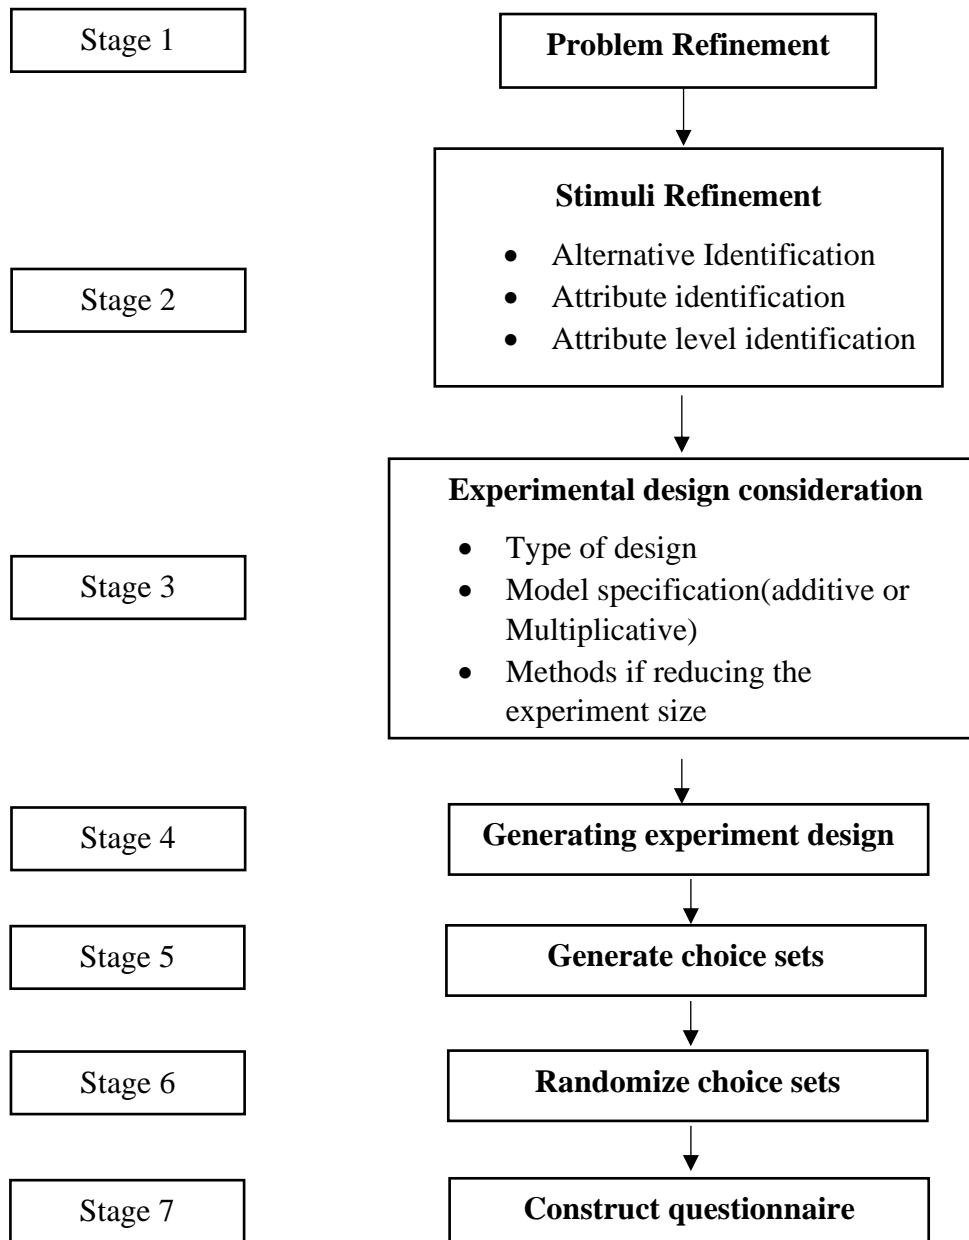 Stage 1
Problem Refinement
Stimuli Refinement
• Alternative Identification
Stage 2
• Attribute identification
• Attribute level identification
Experimental design consideration
• Type of design
Stage 3
• Model specification(additive or
Multiplicative)
• Methods if reducing the
experiment size
Stage 4
Generating experiment design
Stage 5
Generate choice sets
Stage 6
Randomize choice sets
Stage 7
Construct questionnaire